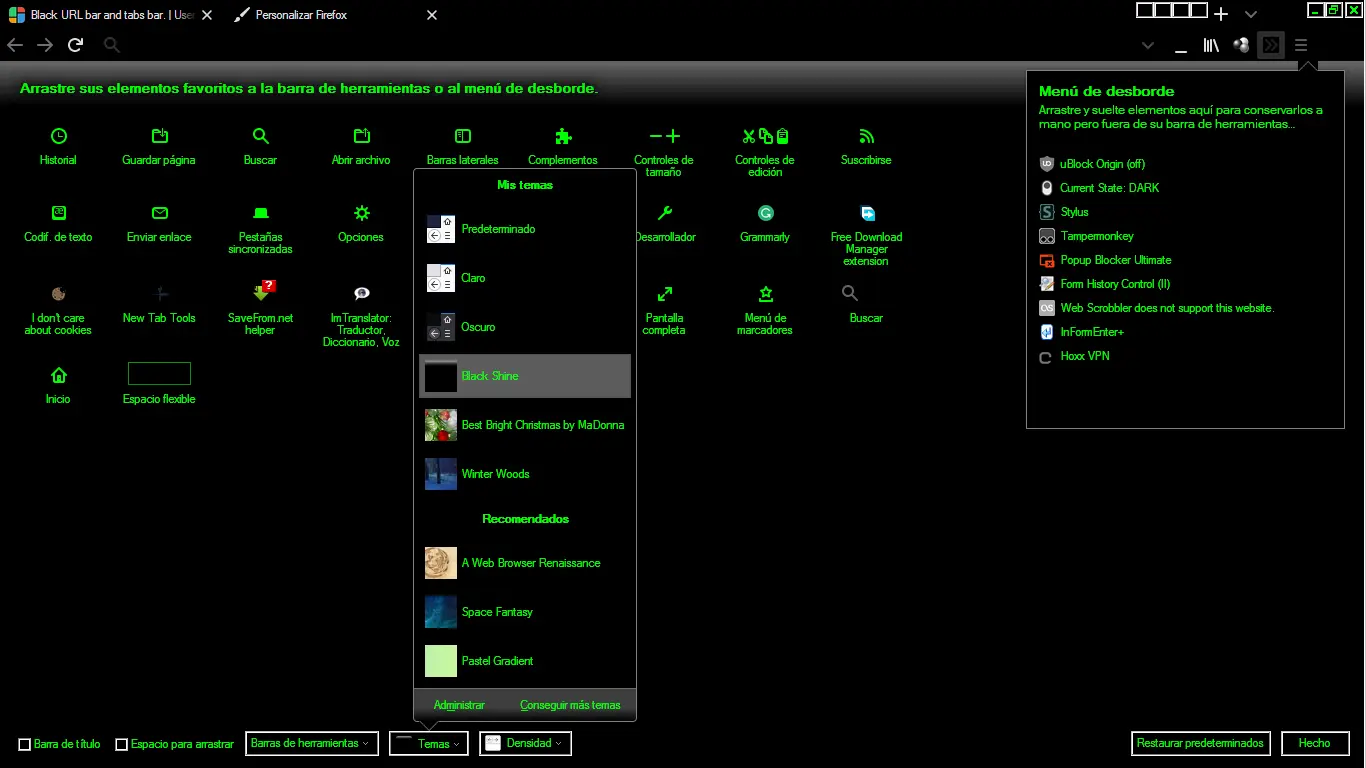 Black URL bar and tabs bar. | User
Personalizar Firefox
Arrastre sus elementos favoritos a la barra de herramientas o al menú de desborde.
Historial
Guardar página
Buscar
Abrir archivo
Barras laterales
Complementos
Controles de
tamaño
Controles de
edición
Suscribirse
Codif. de texto
Enviar enlace
Pestañas
sincronizadas
Opciones
Desarrollador
Grammarly
Free Download
Manager
extension
I don't care
about cookies
New Tab Tools
SaveFrom.net
helper
ImTranslator:
Traductor,
Diccionario, Voz
Pantalla
completa
Menú de
marcadores
Buscar
Inicio
Espacio flexible
Mis temas
Predeterminado
Claro
Oscuro
Black Shine
Best Bright Christmas by MaDonna
Winter Woods
Recomendados
A Web Browser Renaissance
Space Fantasy
Pastel Gradient
Administrar
Conseguir más temas
Menú de desborde
Arrastre y suelte elementos aquí para conservarlos a
mano pero fuera de su barra de herramientas...
uBlock Origin (off)
Current State: DARK
Stylus
Tampermonkey
Popup Blocker Ultimate
Form History Control (II)
Web Scrobbler does not support this website.
InFormEnter+
Hoxx VPN
Barra de título
Espacio para arrastrar
Barras de herramientas
Temas
Densidad
Restaurar predeterminados
Hecho